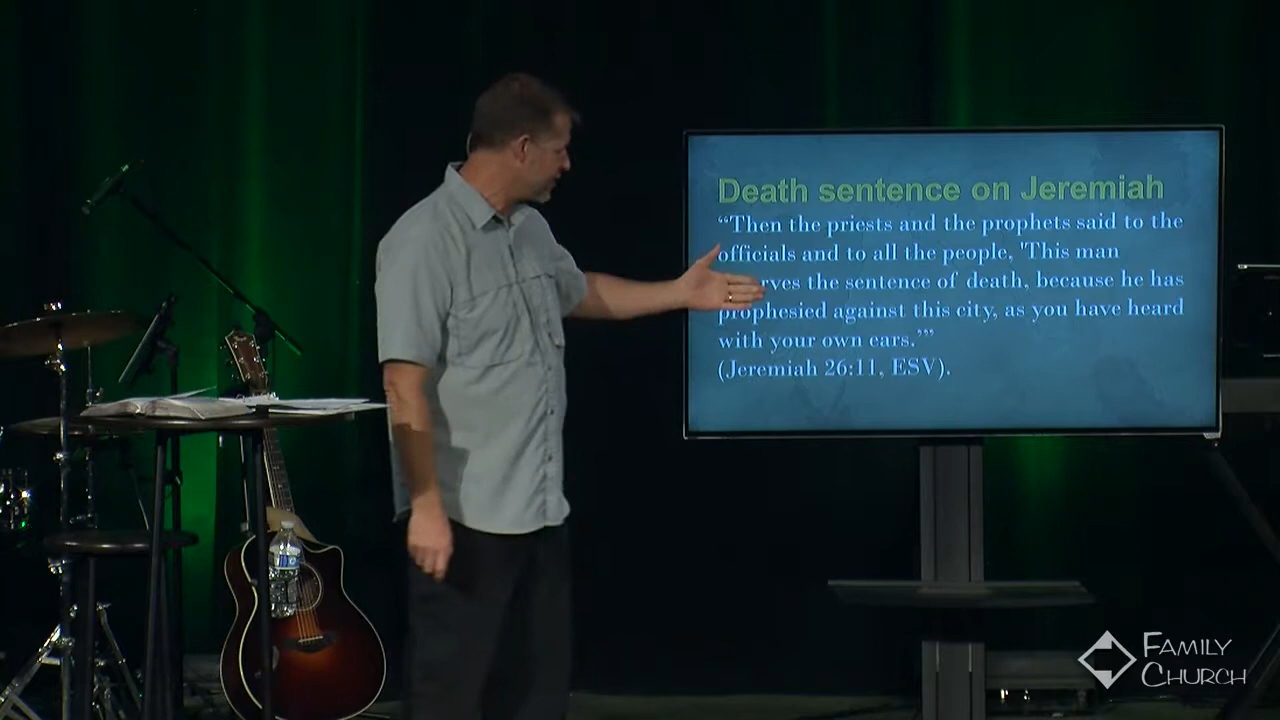 Death sentence on Jeremiah
“Then the priests and the prophets said to the
officials and to all the people, 'This man
rves the sentence of death, because he has
prophesied against this city, as you have heard
with your own ears.’”
(Jeremiah 26:11, ESV).
FAMILY
CHURCH